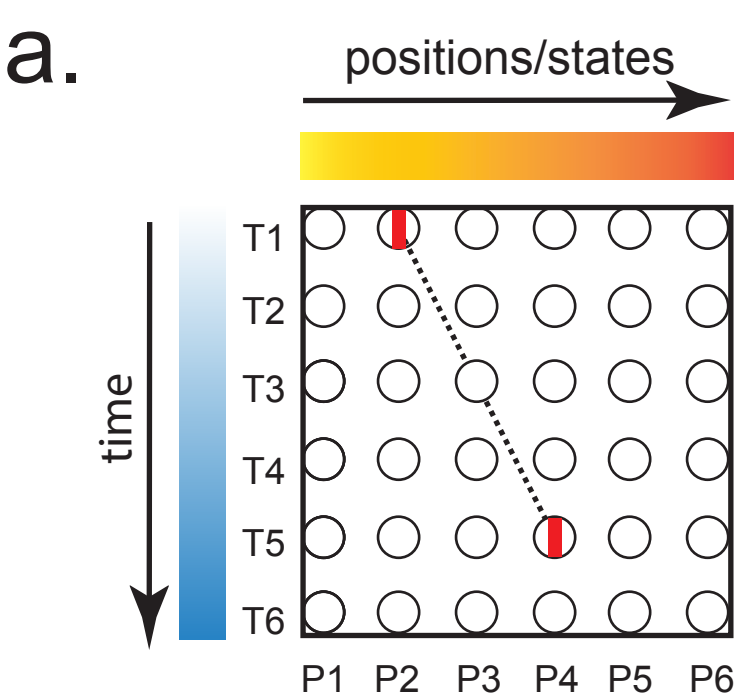 a.
positions/states
time
T1
T2
T3
T4
T5
T6
P1 P2 P3 P4 P5 P6